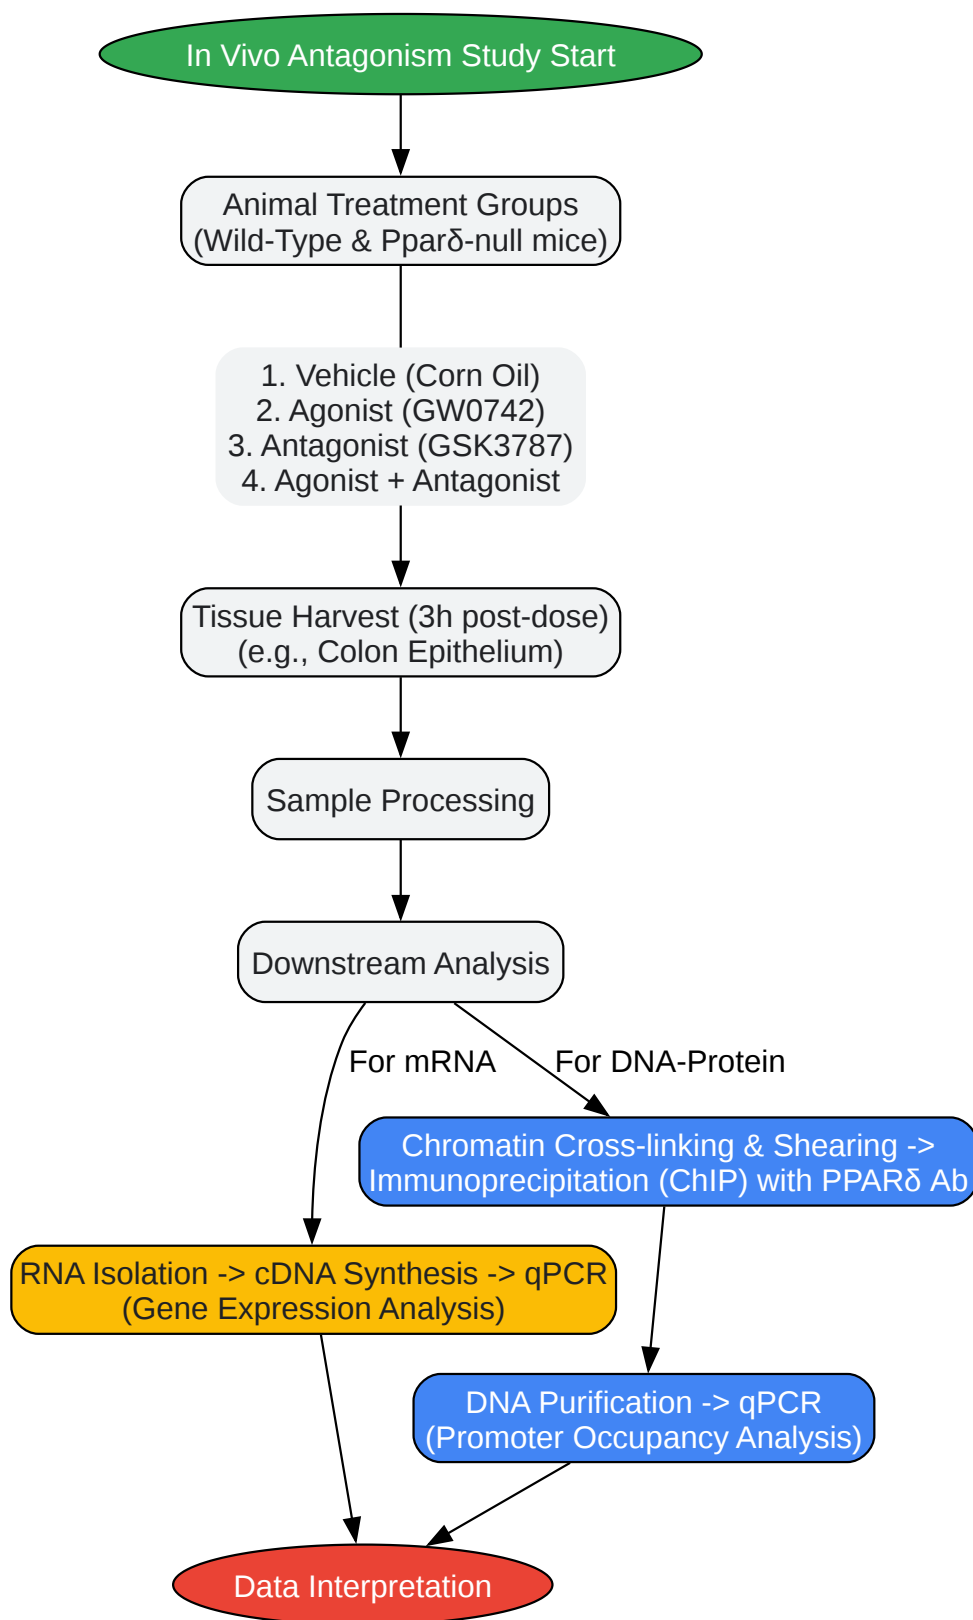 In Vivo Antagonism Study Start
Animal Treatment Groups
(Wild-Type & Pparδ-null mice)
1. Vehicle (Corn Oil)
2. Agonist (GW0742)
3. Antagonist (GSK3787)
4. Agonist + Antagonist
Tissue Harvest (3h post-dose)
(e.g., Colon Epithelium)
Sample Processing
Downstream Analysis
For mRNA
For DNA-Protein
Chromatin Cross-linking & Shearing ->
Immunoprecipitation (ChIP) with PPARδ Ab
RNA Isolation -> cDNA Synthesis -> qPCR
(Gene Expression Analysis)
DNA Purification -> qPCR
(Promoter Occupancy Analysis)
Data Interpretation